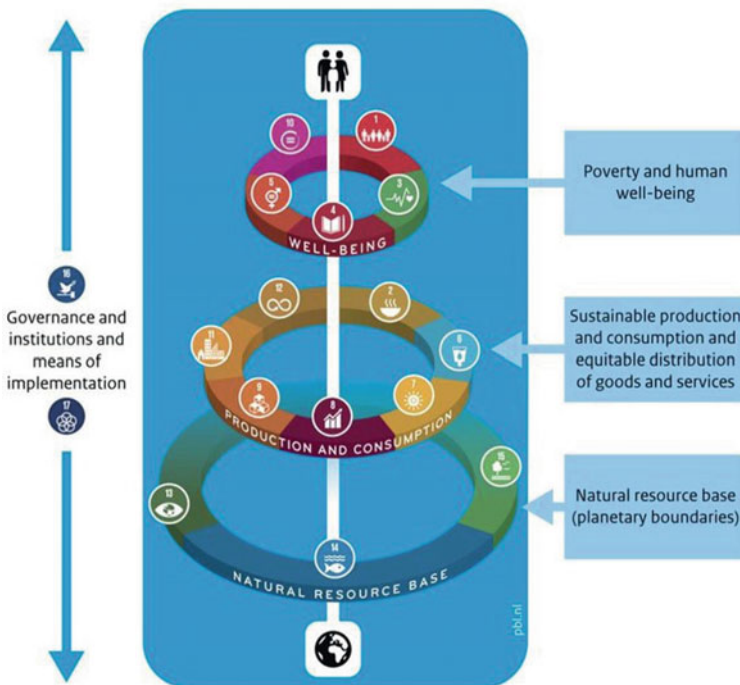 10
1
5
3
4
WELL-BEING
Poverty and human
well-being
16
Governance and
institutions and
means of
implementation
17
12
2
11
6
9
7
8
PRODUCTION AND CONSUMPTION
Sustainable production
and consumption and
equitable distribution
of goods and services
15
13
14
NATURAL RESOURCE BASE
Natural resource base
(planetary boundaries)
pbl.nl